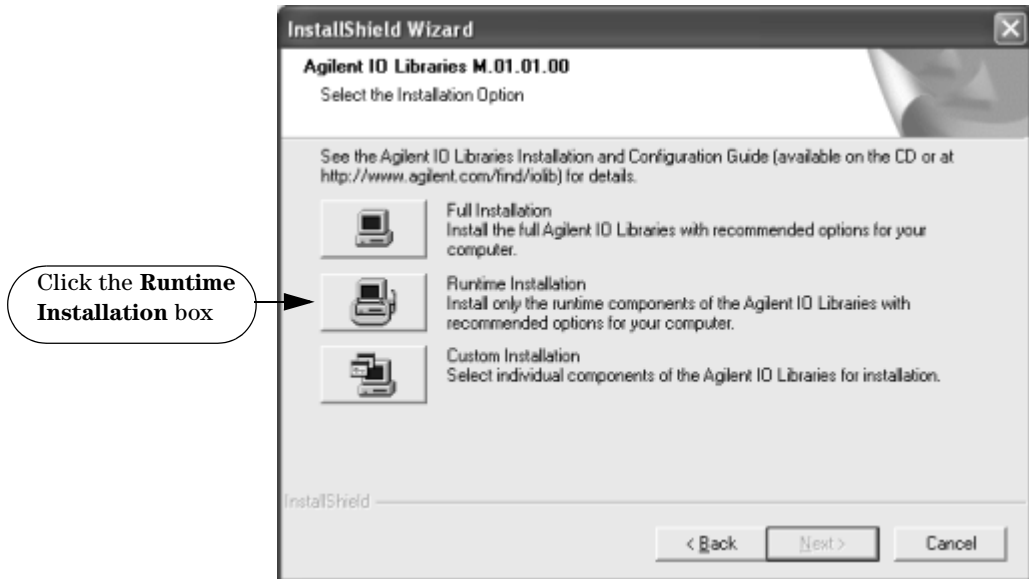 InstallShield Wizard
Agilent IO Libraries M.01.01.00
Select the Installation Option
See the Agilent IO Libraries Installation and Configuration Guide (available on the CD or at
http://www.agilent.com/find/iolib) for details.
Full Installation
Install the full Agilent IO Libraries with recommended options for your
computer.
Click the Runtime
Installation box
Runtime Installation
Install only the runtime components of the Agilent IO Libraries with
recommended options for your computer.
Custom Installation
Select individual components of the Agilent IO Libraries for installation.
InstallShield
< Back
Next >
Cancel